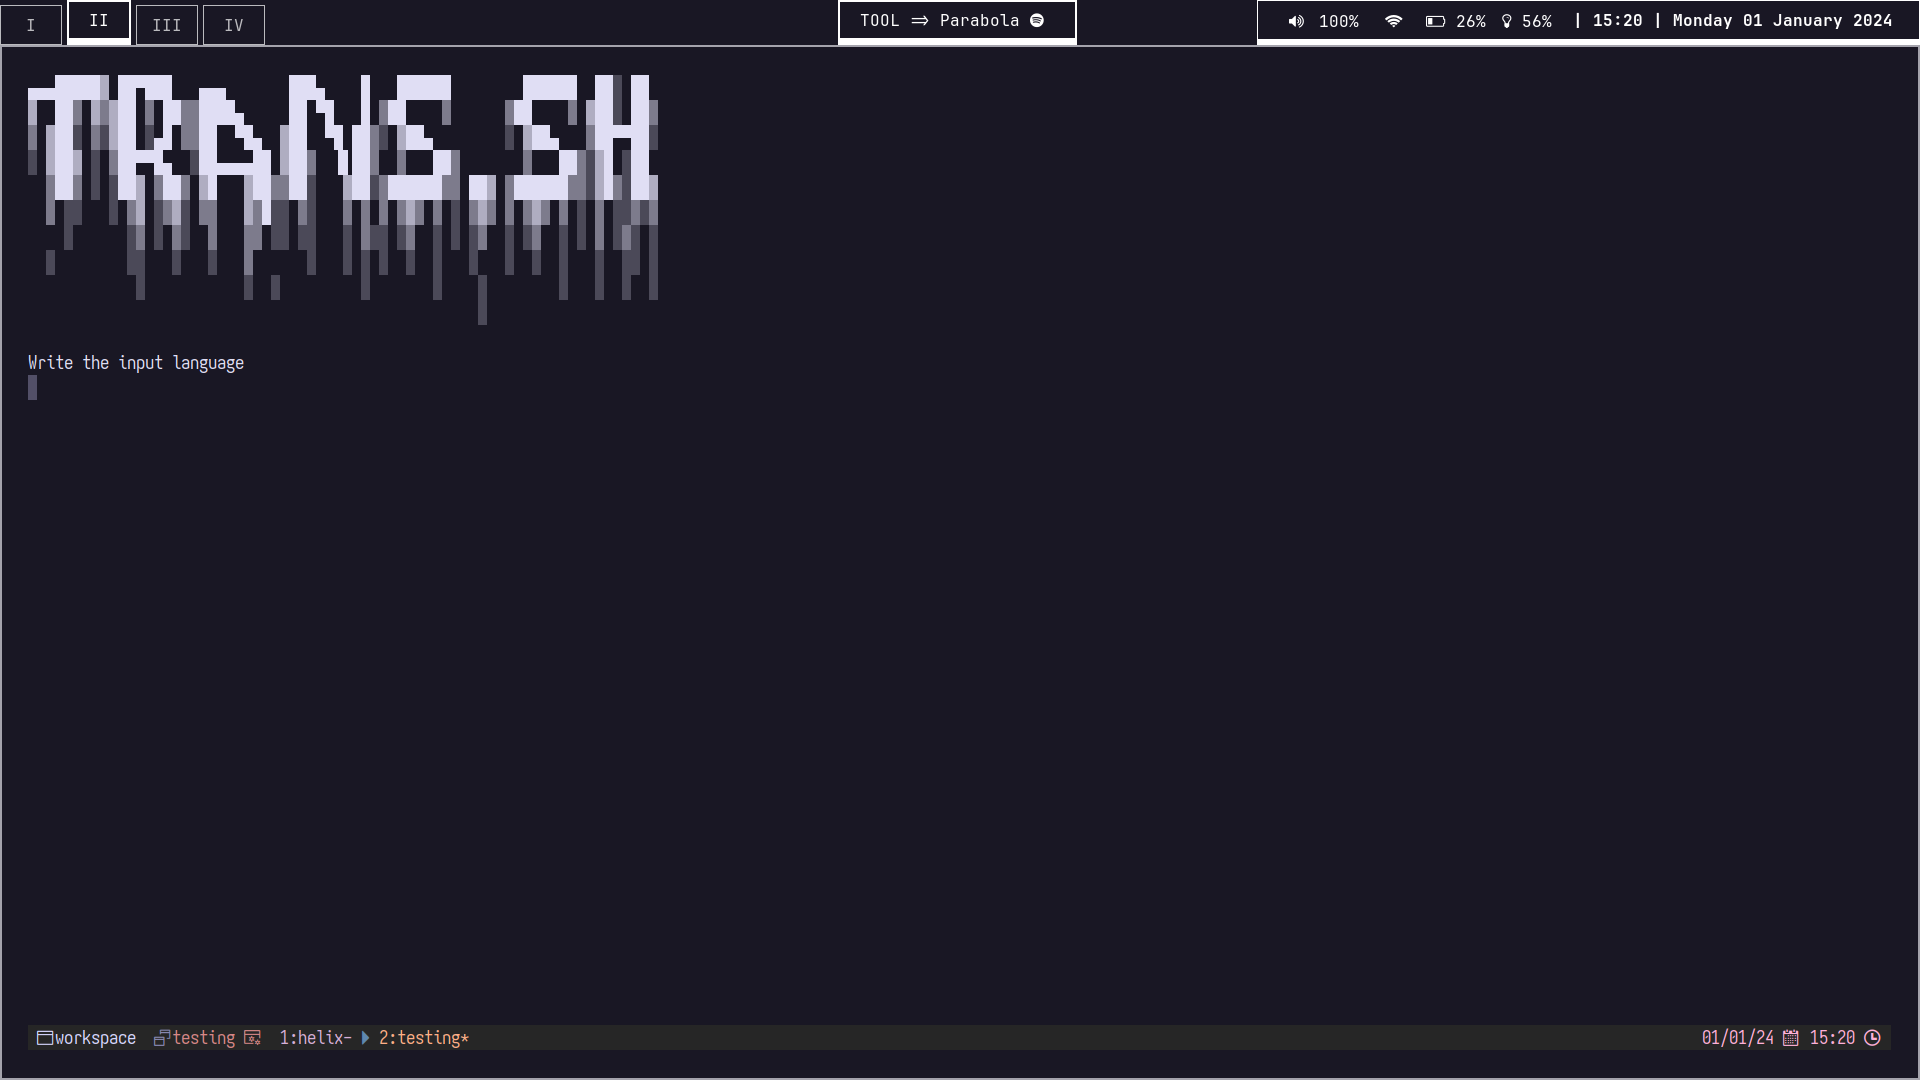 I II III IV TOOL ⇒ Parabola 100% 26% 56% | 15:20 | Monday 01 January 2024
TRANS.SH
Write the input language
workspace testing 1:helix- 2:testing* 01/01/24 15:20